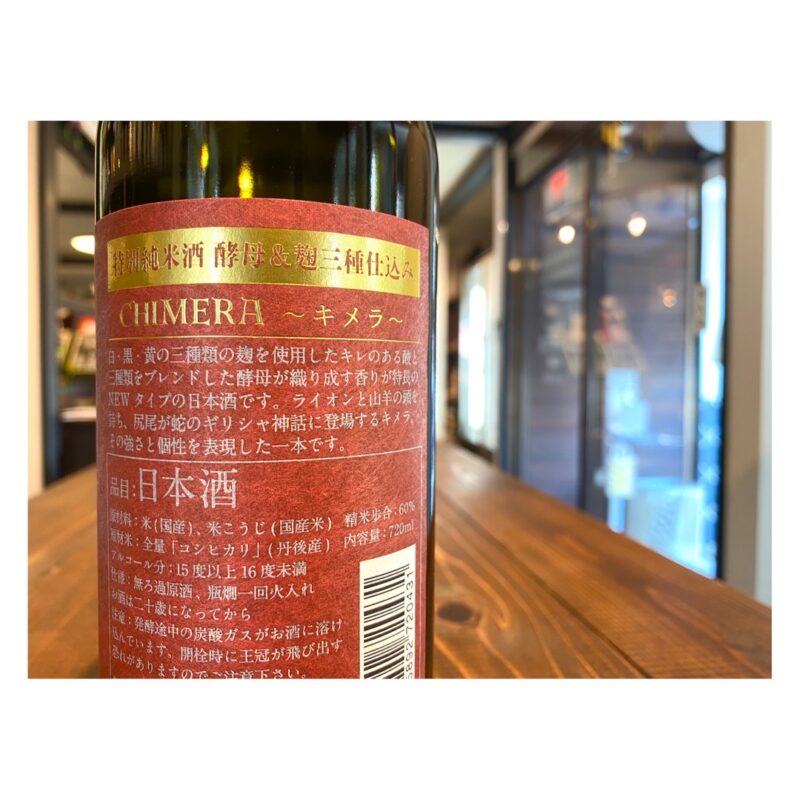 特別純米酒 酵母&麹三種仕込み
CHIMERA ～キメラ～
白・黒・黄の三種類の麹を使用したキレのある酸と
三種類をブレンドした酵母が織り成す香りが特長の
NEWタイプの日本酒です。ライオンと山羊の頭を
持ち、尻尾が蛇のギリシャ神話に登場するキメラ、
その強さと個性を表現した一本です。
品目:日本酒
原材料:米(国産)、米こうじ(国産米) 精米歩合:60%
原料米:全量「コシヒカリ」(丹後産) 内容量:720ml
アルコール分:15度以上16度未満
仕様:無ろ過原酒、瓶燗一回火入れ
お酒は二十歳になってから
注意:発酵途中の炭酸ガスがお酒に溶け
込んでいます。開栓時に王冠が飛び出す
恐れがありますのでご注意下さい。
5892 720431